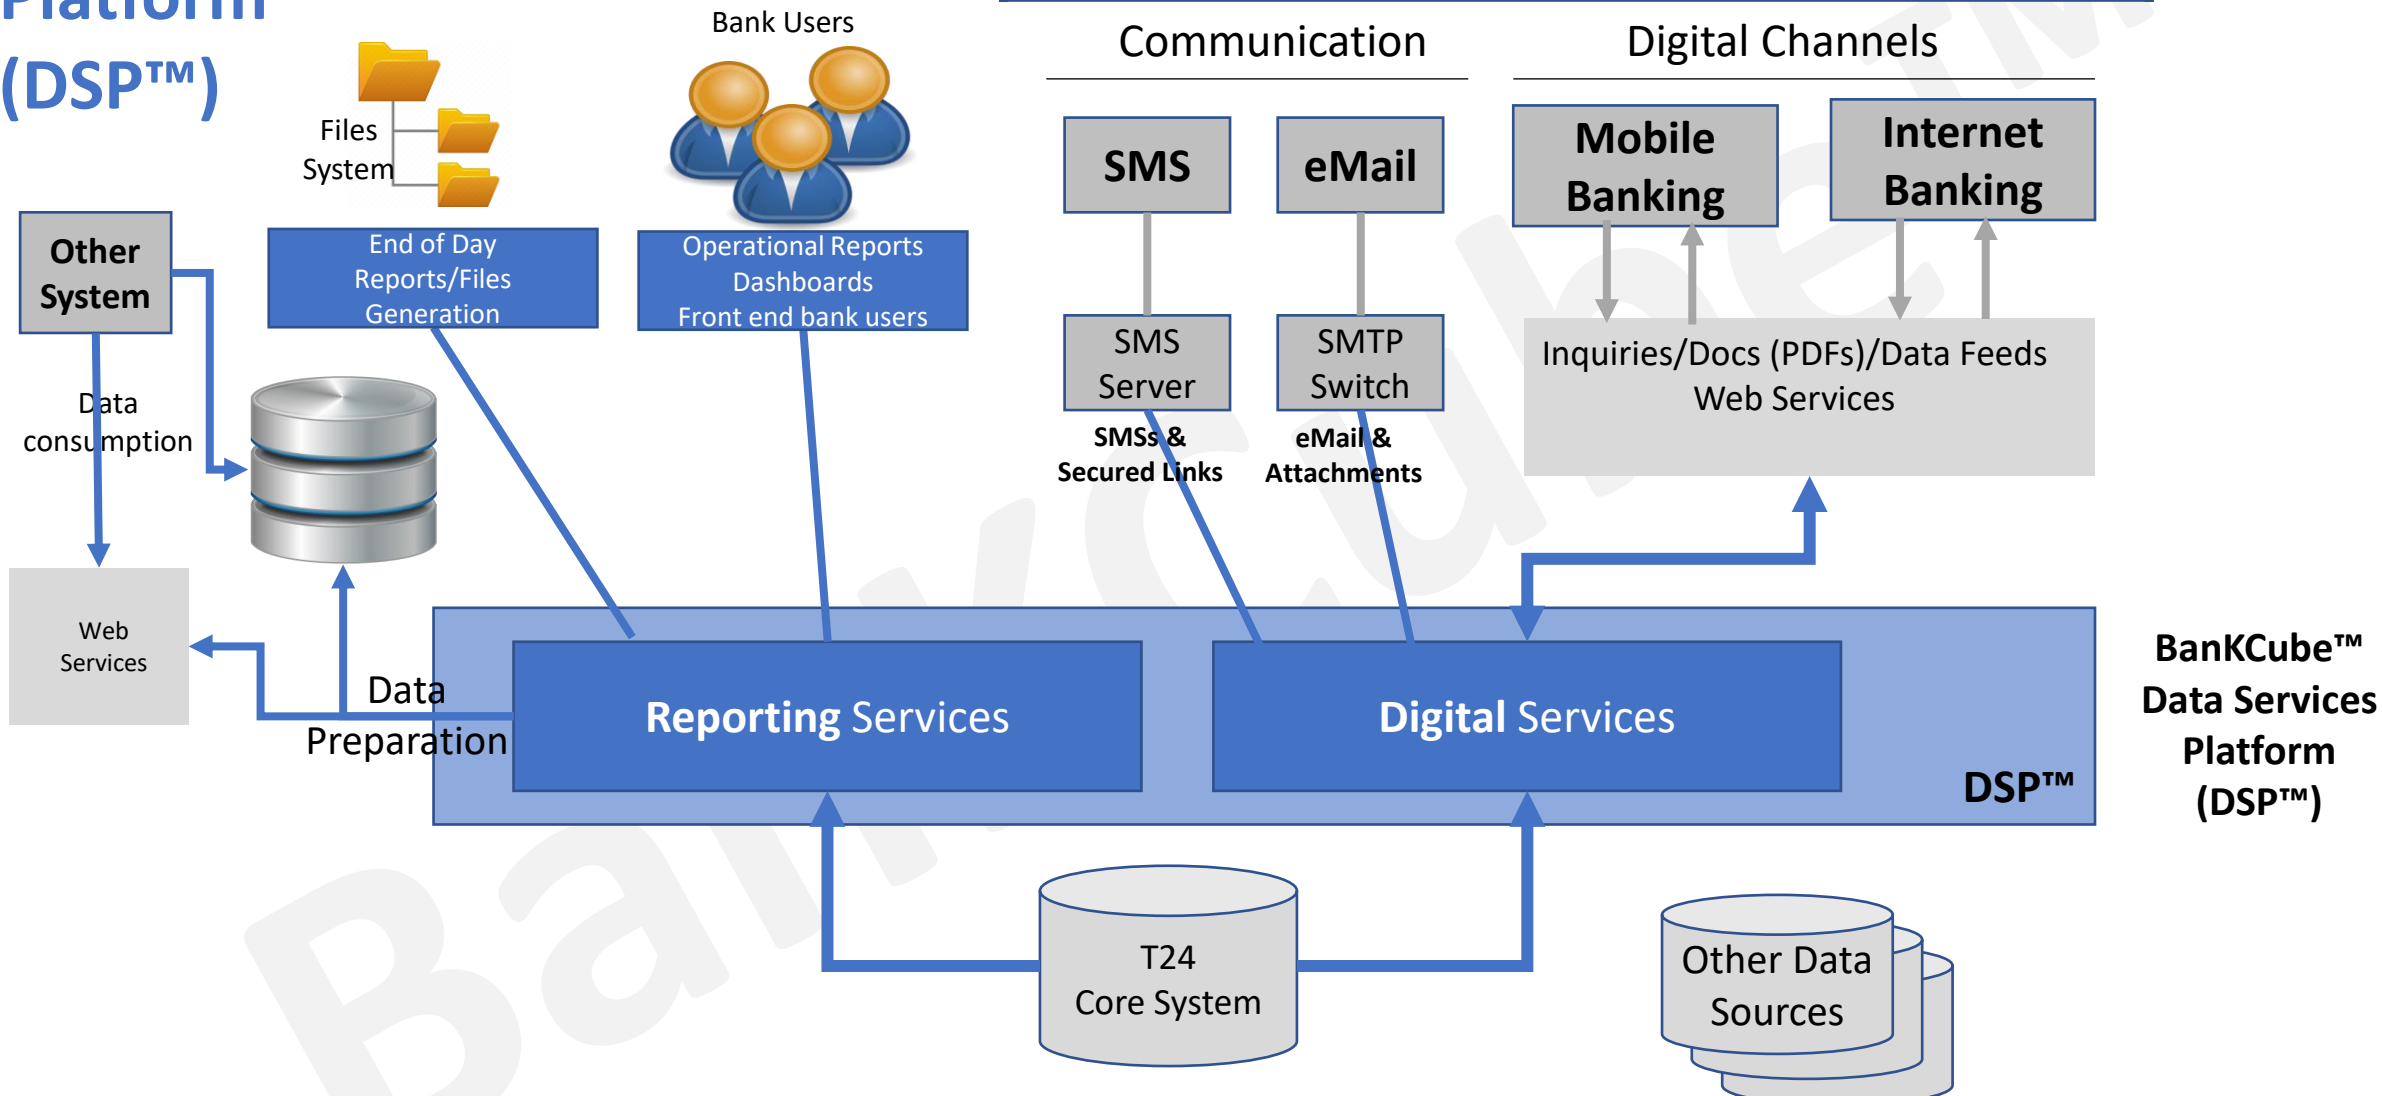 Platform
(DSP™)
Files
System
Bank Users
Communication
Digital Channels
SMS
eMail
Mobile
Banking
Internet
Banking
Other
System
End of Day
Reports/Files
Generation
Operational Reports
Dashboards
Front end bank users
SMS
Server
SMTP
Switch
Inquiries/Docs (PDFs)/Data Feeds
Web Services
Data
consumption
SMSs &
Secured Links
eMail &
Attachments
Web
Services
Data
Preparation
Reporting Services
Digital Services
DSP™
BanKCube™
Data Services
Platform
(DSP™)
T24
Core System
Other Data
Sources
BanKCube™